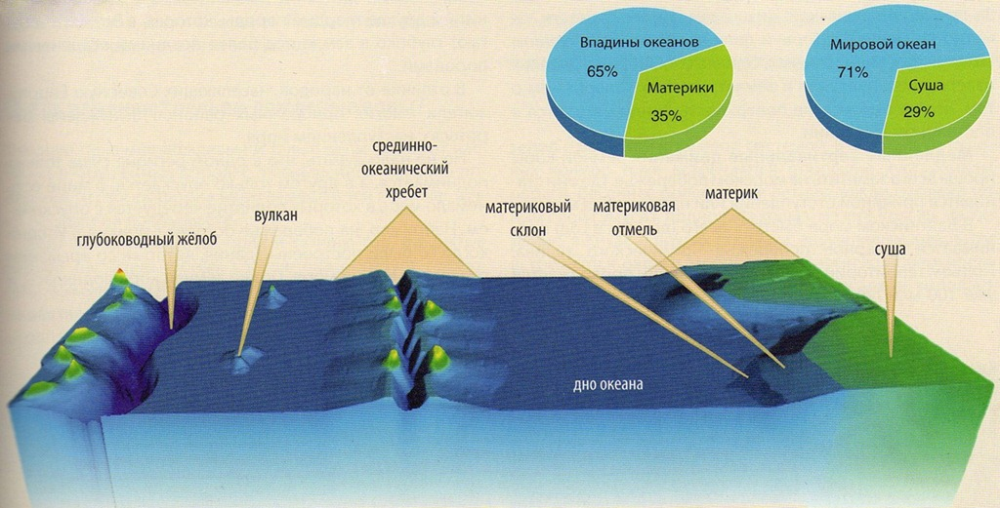 Впадины океанов
65%
Материки
35%
Мировой океан
71%
Суша
29%
срединно-
океанический
хребет
материковый
склон
материковая
отмель
материк
вулкан
глубоководный жёлоб
суша
дно океана